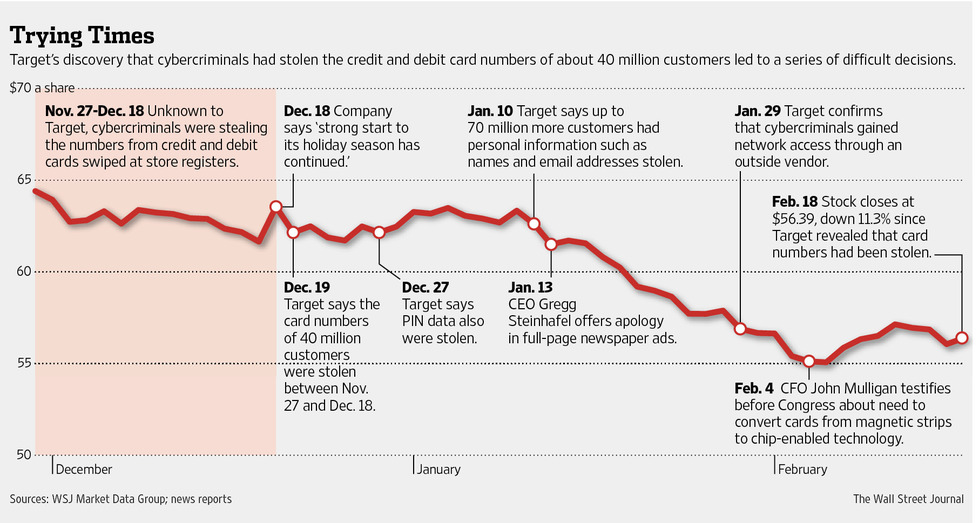 Trying Times
Target's discovery that cybercriminals had stolen the credit and debit card numbers of about 40 million customers led to a series of difficult decisions.
$70 a share
Nov. 27-Dec. 18 Unknown to
Target, cybercriminals were stealing
the numbers from credit and debit
cards swiped at store registers.
Dec. 18 Company
says ‘strong start to
its holiday season has
continued.’
Jan. 10 Target says up to
70 million more customers had
personal information such as
names and email addresses stolen.
Jan. 29 Target confirms
that cybercriminals gained
network access through an
outside vendor.
65
Feb. 18 Stock closes at
$56.39, down 11.3% since
Target revealed that card
numbers had been stolen.
60
Dec. 19
Target says the
card numbers
of 40 million
customers
were stolen
between Nov.
27 and Dec. 18.
Dec. 27
Target says
PIN data also
were stolen.
Jan. 13
CEO Gregg
Steinhafel offers apology
in full-page newspaper ads.
55
Feb. 4 CFO John Mulligan testifies
before Congress about need to
convert cards from magnetic strips
to chip-enabled technology.
50
December
January
February
Sources: WSJ Market Data Group; news reports
The Wall Street Journal